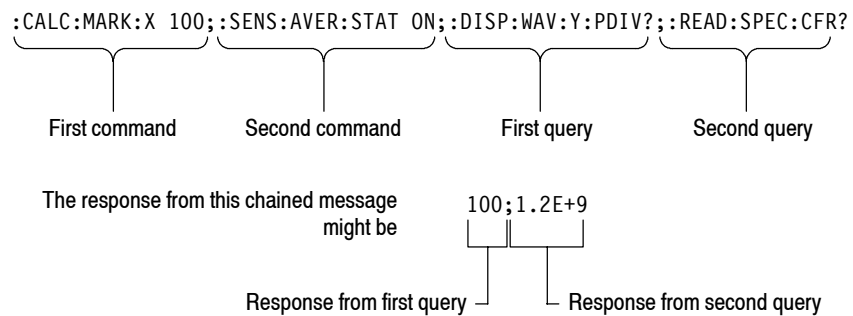 :CALC:MARK:X 100;:SENS:AVER:STAT ON;:DISP:WAV:Y:PDIV?;:READ:SPEC:CFR?
First command Second command First query Second query
The response from this chained message
might be
100;1.2E+9
Response from first query Response from second query